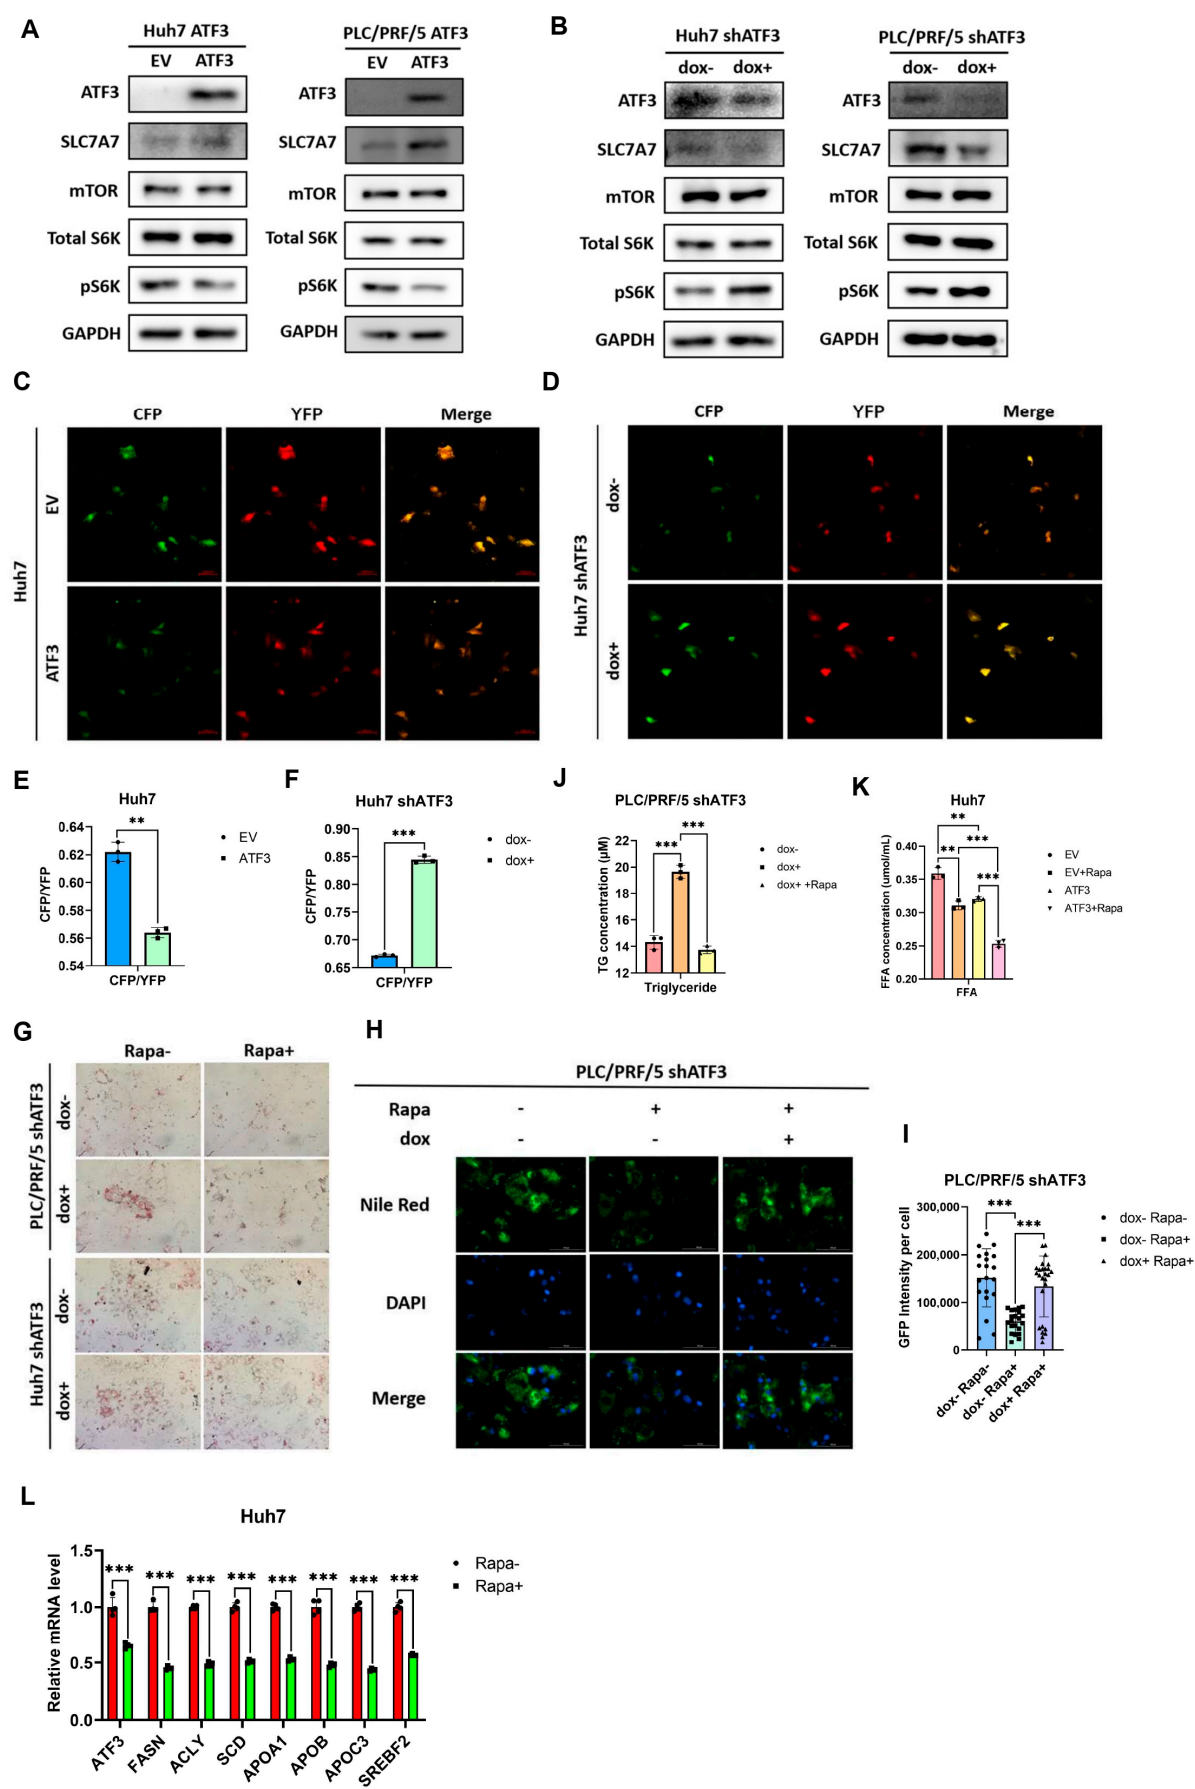 A
Huh7 ATF3
EV ATF3
ATF3
SLC7A7
mTOR
Total S6K
pS6K
GAPDH
PLC/PRF/5 ATF3
EV ATF3
ATF3
SLC7A7
mTOR
Total S6K
pS6K
GAPDH
B
Huh7 shATF3
dox- dox+
ATF3
SLC7A7
mTOR
Total S6K
pS6K
GAPDH
PLC/PRF/5 shATF3
dox- dox+
ATF3
SLC7A7
mTOR
Total S6K
pS6K
GAPDH
C
CFP YFP Merge
Huh7
EV
ATF3
D
CFP YFP Merge
Huh7 shATF3
dox-
dox+
E
Huh7
CFP/YFP
0.64
0.62
0.60
0.58
0.56
0.54
**
CFP/YFP
EV
ATF3
F
Huh7 shATF3
CFP/YFP
0.90
0.85
0.80
0.75
0.70
0.65
***
CFP/YFP
dox-
dox+
J
PLC/PRF/5 shATF3
TG concentration (μM)
22
20
18
16
14
12
*** ***
Triglyceride
dox-
dox+
dox+ +Rapa
K
Huh7
FFA concentration (umol/mL)
0.40
0.35
0.30
0.25
0.20
**
** ***
***
FFA
EV
EV+Rapa
ATF3
ATF3+Rapa
G
Rapa- Rapa+
PLC/PRF/5 shATF3
dox-
dox+
Huh7 shATF3
dox-
dox+
H
PLC/PRF/5 shATF3
Rapa - + +
dox - - +
Nile Red
DAPI
Merge
I
PLC/PRF/5 shATF3
GFP Intensity per cell
300,000
200,000
100,000
0
***
***
dox- Rapa-
dox- Rapa+
dox+ Rapa+
dox- Rapa-
dox- Rapa+
dox+ Rapa+
L
Huh7
Relative mRNA level
1.5
1.0
0.5
0.0
*** *** *** *** *** *** *** ***
ATF3 FASN ACLY SCD APOA1 APOB APOC3 SREBF2
Rapa-
Rapa+